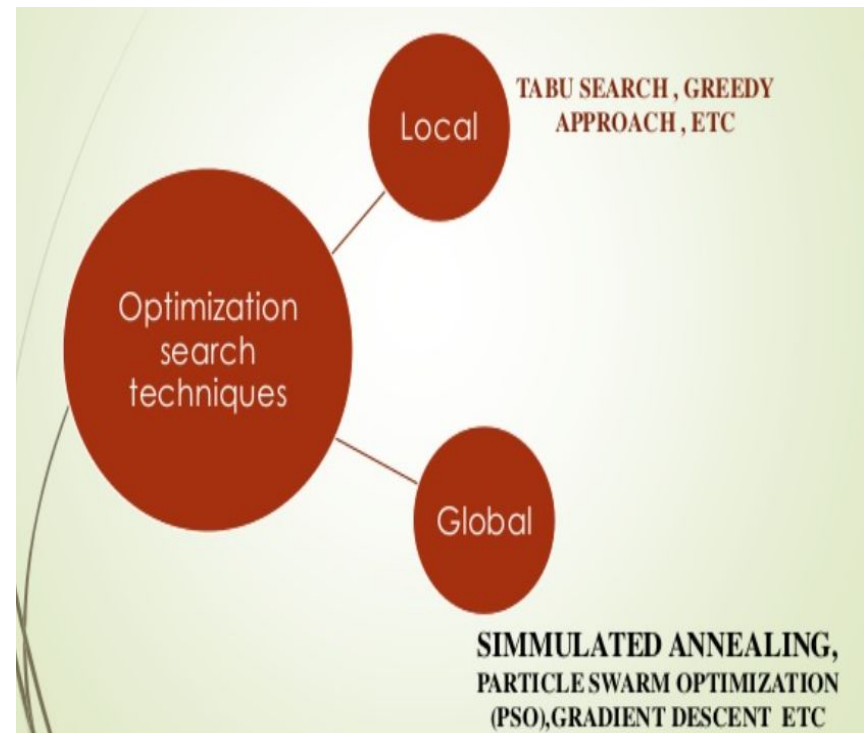 Local
TABU SEARCH , GREEDY
APPROACH , ETC
Optimization
search
techniques
Global
SIMMULATED ANNEALING,
PARTICLE SWARM OPTIMIZATION
(PSO),GRADIENT DESCENT ETC